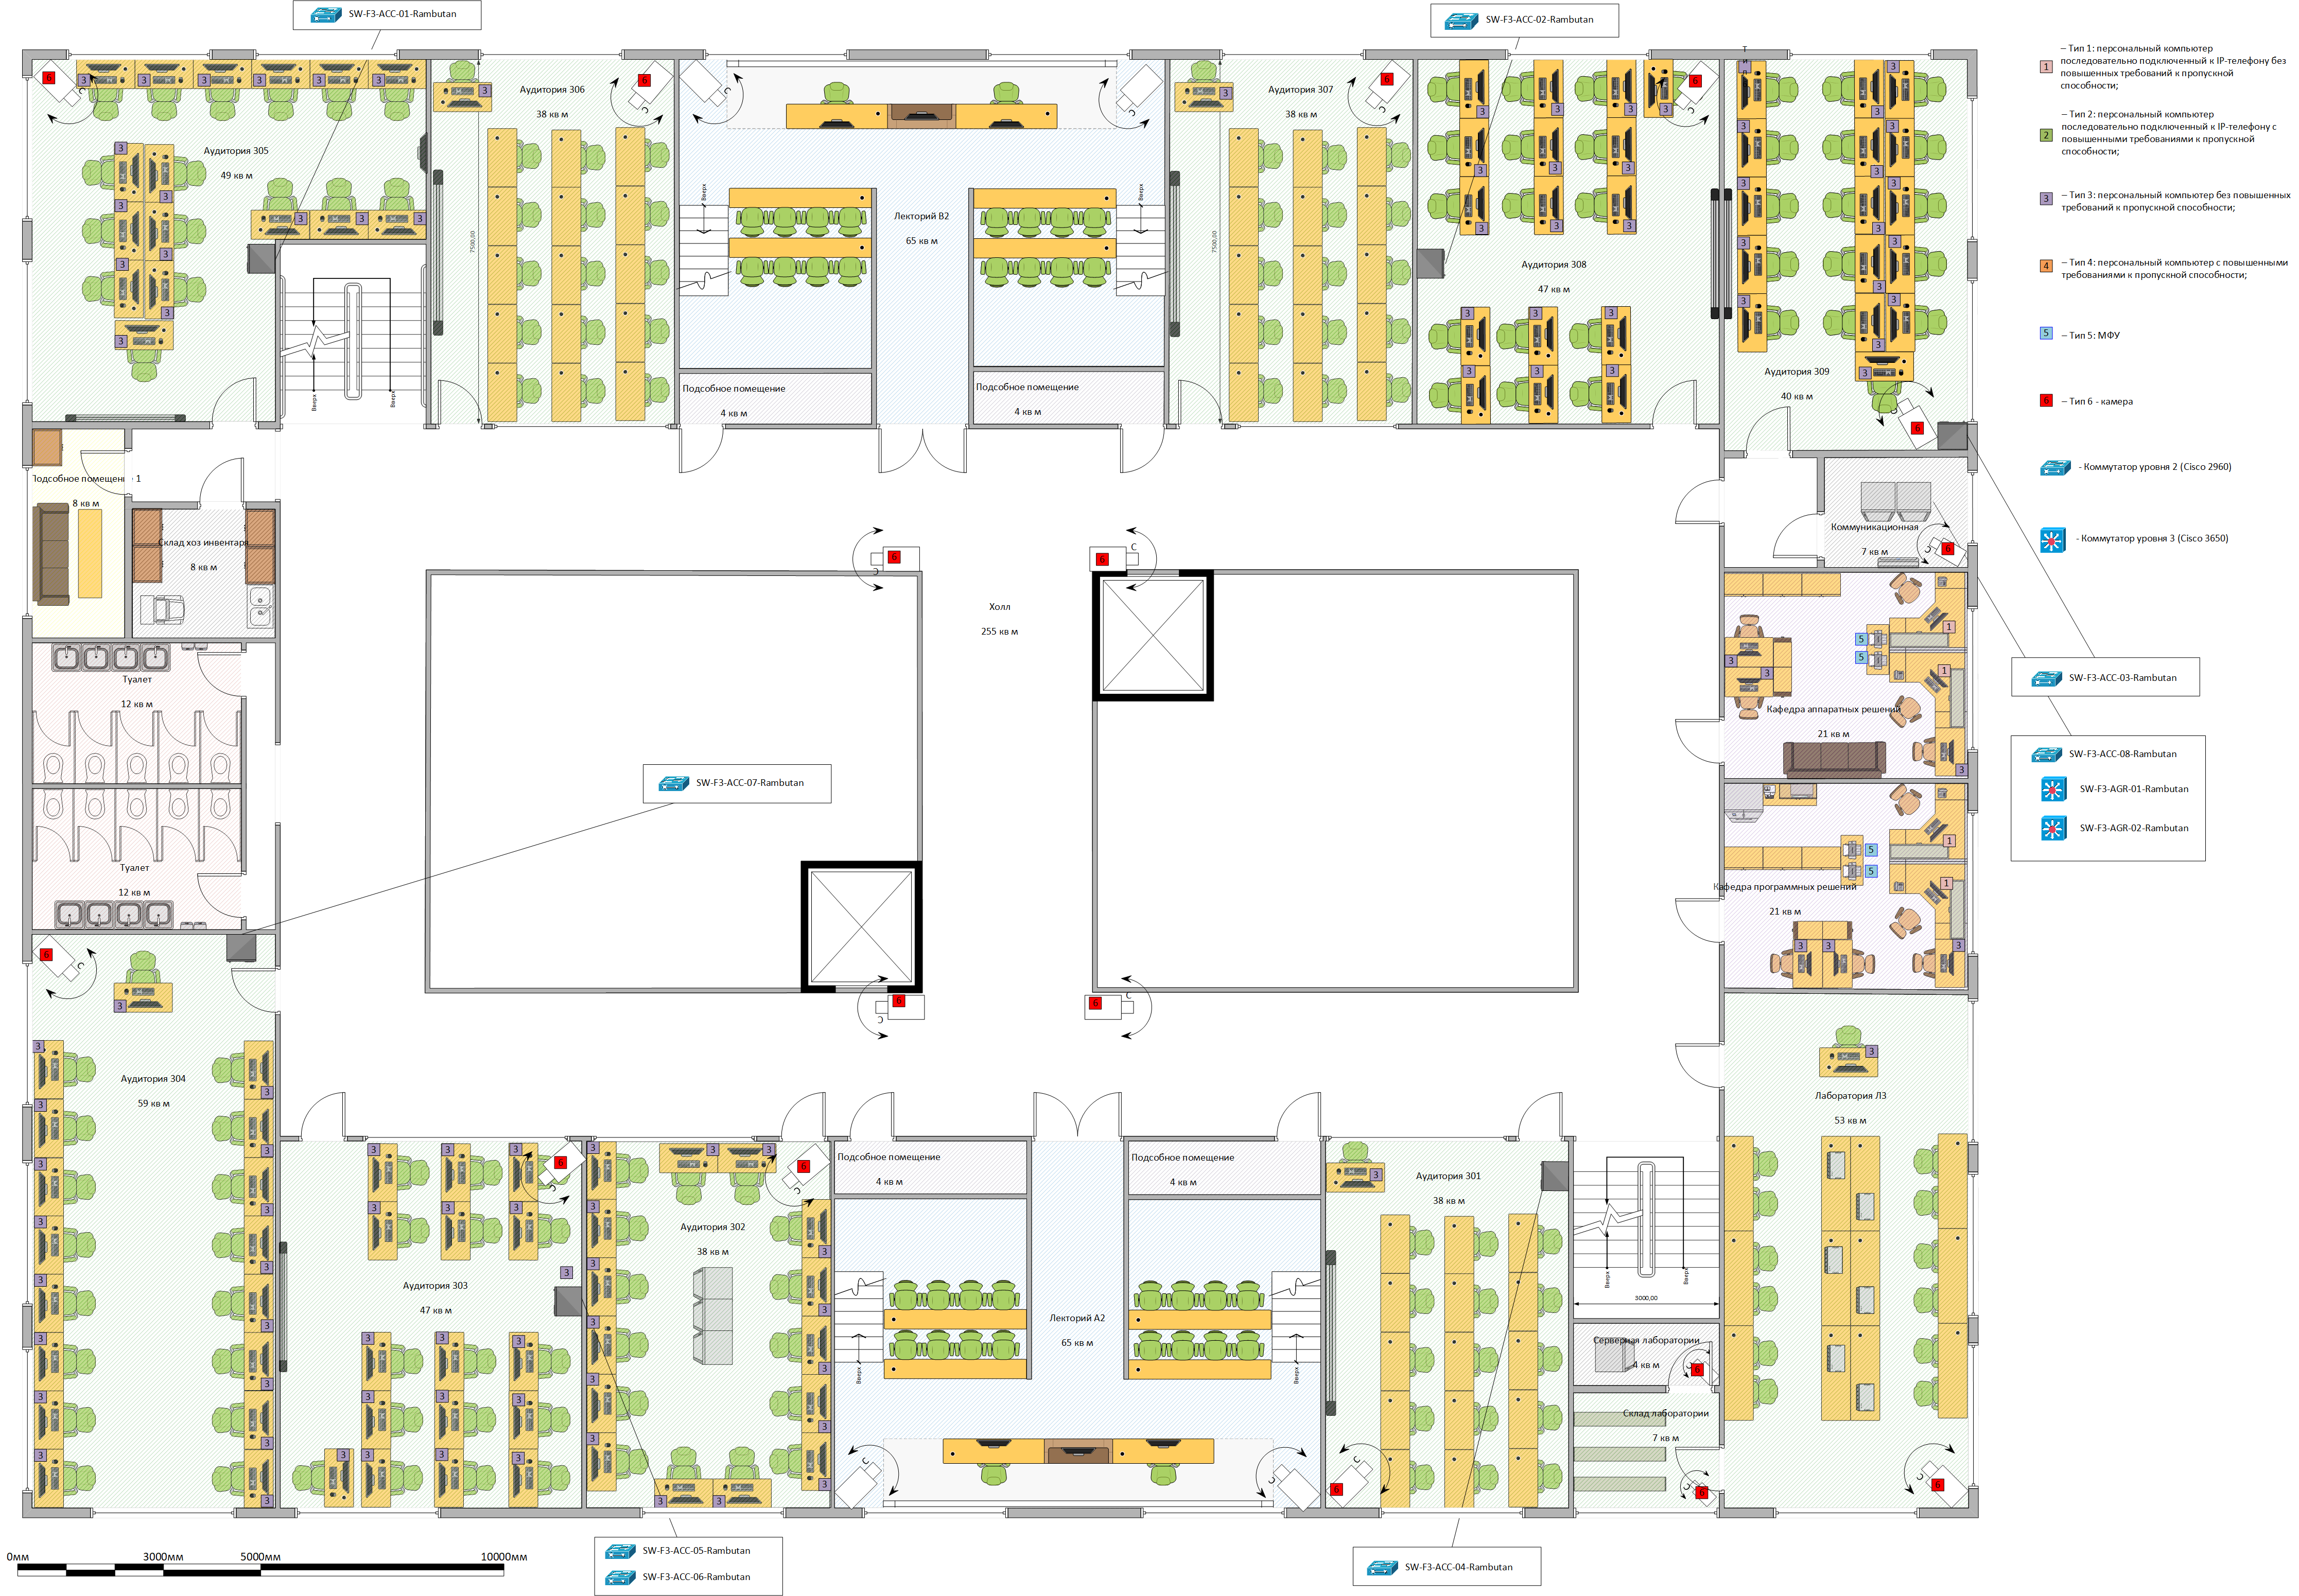 SW-F3-ACC-01-Rambutan
SW-F3-ACC-02-Rambutan
– Тип 1: персональный компьютер
последовательно подключенный к IP-телефону без
повышенных требований к пропускной
способности;
– Тип 2: персональный компьютер
последовательно подключенный к IP-телефону с
повышенными требованиями к пропускной
способности;
– Тип 3: персональный компьютер без повышенных
требований к пропускной способности;
– Тип 4: персональный компьютер с повышенными
требованиями к пропускной способности;
– Тип 5: МФУ
– Тип 6 - камера
- Коммутатор уровня 2 (Cisco 2960)
- Коммутатор уровня 3 (Cisco 3650)
Аудитория 305
49 кв м
Аудитория 306
38 кв м
7500,00
Лекторий В2
65 кв м
Вверх
Вверх
Аудитория 307
38 кв м
7500,00
Аудитория 308
47 кв м
Аудитория 309
40 кв м
Вверх
Вверх
Подсобное помещение
4 кв м
Подсобное помещение
4 кв м
Подсобное помещение 1
8 кв м
Склад хоз инвентаря
8 кв м
Коммуникационная
7 кв м
Холл
255 кв м
Туалет
12 кв м
Кафедра аппаратных решений
21 кв м
SW-F3-ACC-03-Rambutan
SW-F3-ACC-08-Rambutan
SW-F3-AGR-01-Rambutan
SW-F3-AGR-02-Rambutan
SW-F3-ACC-07-Rambutan
Туалет
12 кв м
Кафедра программных решений
21 кв м
Аудитория 304
59 кв м
Лаборатория Л3
53 кв м
Аудитория 303
47 кв м
Аудитория 302
38 кв м
Подсобное помещение
4 кв м
Подсобное помещение
4 кв м
Лекторий А2
65 кв м
Вверх
Вверх
Аудитория 301
38 кв м
Вверх
Вверх
3000,00
Серверная лаборатории
4 кв м
Склад лаборатории
7 кв м
0мм
3000мм
5000мм
10000мм
SW-F3-ACC-05-Rambutan
SW-F3-ACC-06-Rambutan
SW-F3-ACC-04-Rambutan